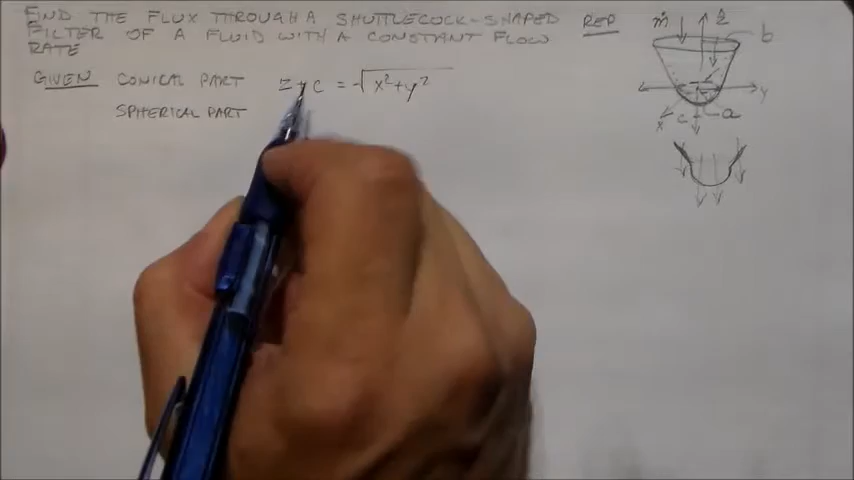 FIND THE FLUX THROUGH A SHUTTLECOCK-SHAPED REP
FILTER OF A FLUID WITH A CONSTANT FLOW
RATE
GIVEN CONICAL PART z + c = √x²+y²
SPHERICAL PART
ṁ ẑ b
y
x c a